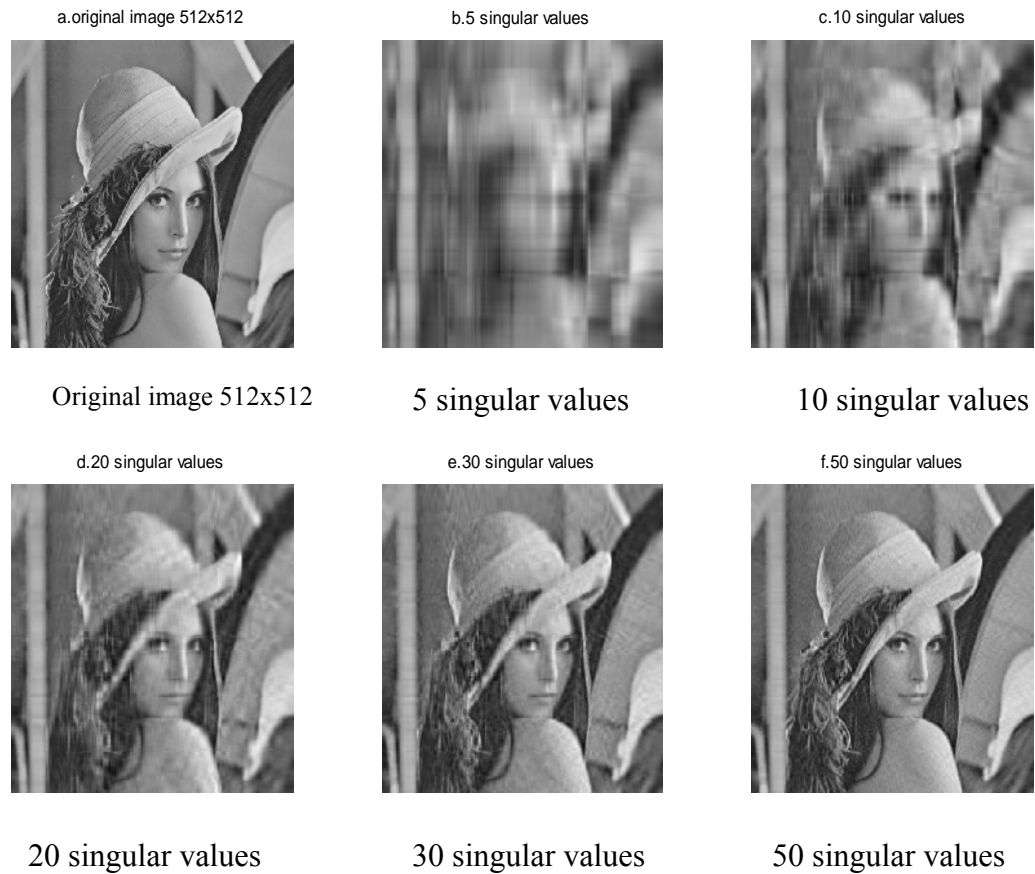 a.original image 512x512
b.5 singular values
c.10 singular values
Original image 512x512
5 singular values
10 singular values
d.20 singular values
e.30 singular values
f.50 singular values
20 singular values
30 singular values
50 singular values